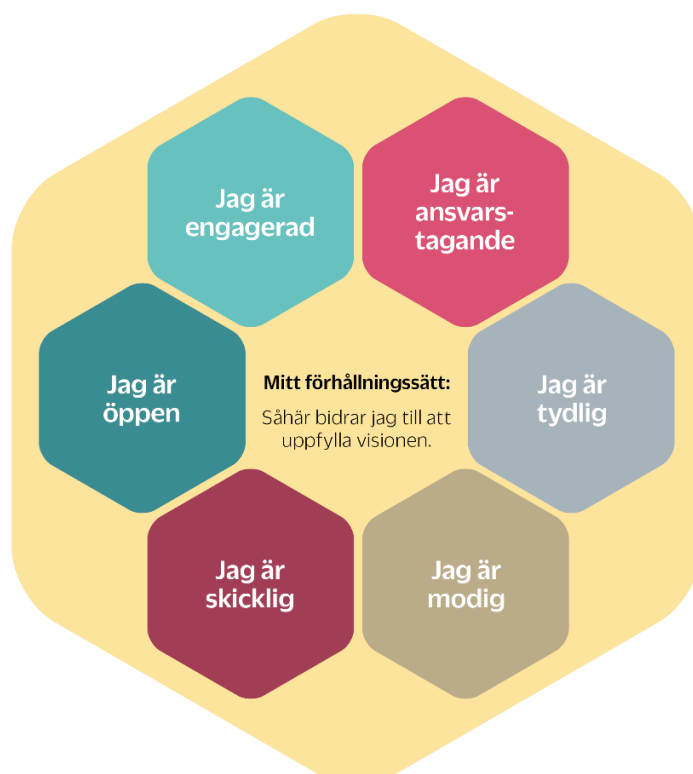 Jag är
engagerad
Jag är
ansvars-
tagande
Jag är
öppen
Mitt förhållningssätt:
Såhär bidrar jag till att
uppfylla visionen.
Jag är
tydlig
Jag är
skicklig
Jag är
modig